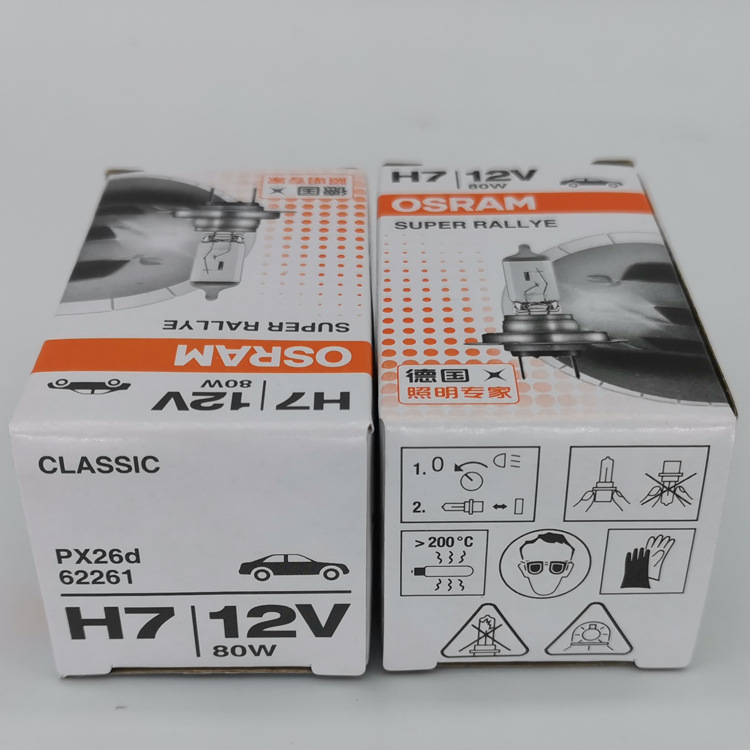 德国
照明专家
SUPER RALLYE
OSRAM
H7 12V
80W
CLASSIC
PX26d
62261
H7 12V
80W
H7 12V
80W
OSRAM
SUPER RALLYE
德国
照明专家
1. 0
2.
>200°C